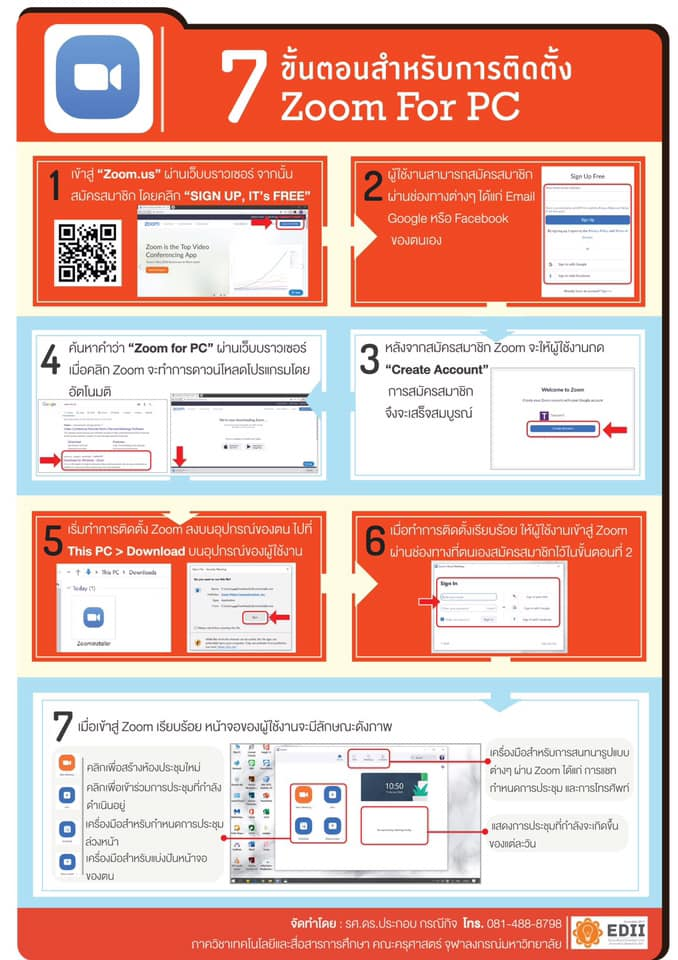 7
ขั้นตอนสำหรับการติดตั้ง
Zoom For PC
1
เข้าสู่ “Zoom.us” ผ่านเว็บบราวเซอร์ จากนั้น
สมัครสมาชิก โดยคลิก “SIGN UP, IT’s FREE”
zoom
Zoom is the Top Video
Conferencing App
2
ผู้ใช้งานสามารถสมัครสมาชิก
ผ่านช่องทางต่างๆ ได้แก่ Email
Google หรือ Facebook
ของตนเอง
Sign Up Free
Sign Up
Sign in with Google
Sign in with Facebook
3
หลังจากสมัครสมาชิก Zoom จะให้ผู้ใช้งานกด
“Create Account”
การสมัครสมาชิก
จึงจะเสร็จสมบูรณ์
Welcome to Zoom
Create Account
4
ค้นหาคำว่า “Zoom for PC” ผ่านเว็บบราวเซอร์
เมื่อคลิก Zoom จะทำการดาวน์โหลดโปรแกรมโดย
อัตโนมัติ
Google
zoom
5
เริ่มทำการติดตั้ง Zoom ลงบนอุปกรณ์ของตน ไปที่
This PC > Download บนอุปกรณ์ของผู้ใช้งาน
This PC > Downloads
Today (1)
ZoomInstaller
Run
6
เมื่อทำการติดตั้งเรียบร้อย ให้ผู้ใช้งานเข้าสู่ Zoom
ผ่านช่องทางที่ตนเองสมัครสมาชิกไว้ในขั้นตอนที่ 2
Sign In
7
เมื่อเข้าสู่ Zoom เรียบร้อย หน้าจอของผู้ใช้งานจะมีลักษณะดังภาพ
คลิกเพื่อสร้างห้องประชุมใหม่
คลิกเพื่อเข้าร่วมการประชุมที่กำลัง
ดำเนินอยู่
เครื่องมือสำหรับกำหนดการประชุม
ล่วงหน้า
เครื่องมือสำหรับแบ่งปันหน้าจอ
ของตน
10:50
เครื่องมือสำหรับการสนทนารูปแบบ
ต่างๆ ผ่าน Zoom ได้แก่ การแชท
กำหนดการประชุม และการโทรศัพท์
แสดงการประชุมที่กำลังจะเกิดขึ้น
ของแต่ละวัน
จัดทำโดย : รศ.ดร.ประกอบ กรณีกิจ โทร. 081-488-8798
ภาควิชาเทคโนโลยีและสื่อสารการศึกษา คณะครุศาสตร์ จุฬาลงกรณ์มหาวิทยาลัย
EDII